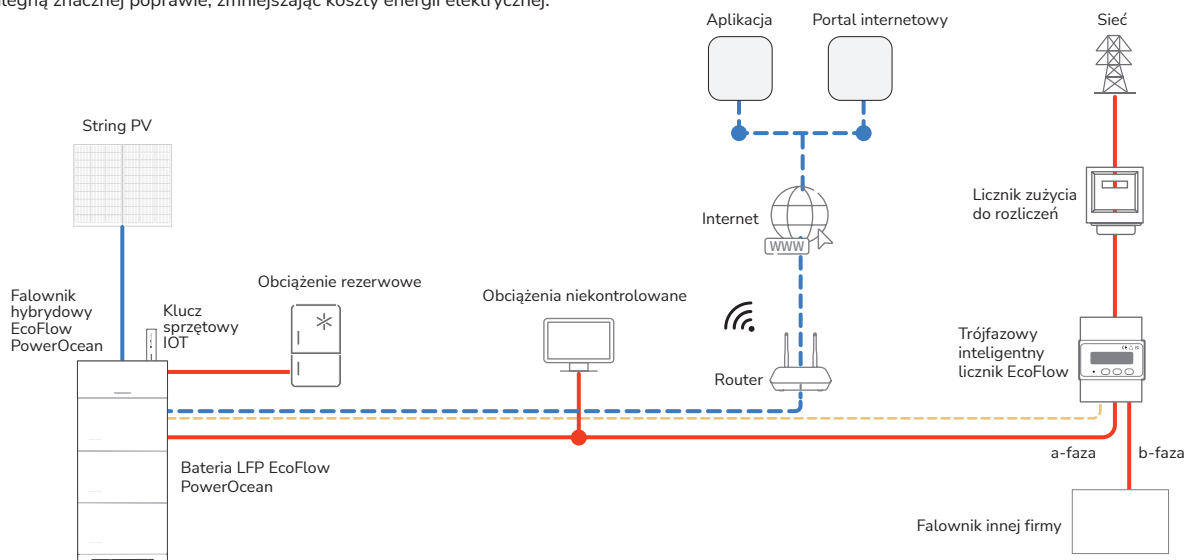 ulegną znacznej poprawie, zmniejszając koszty energii elektrycznej.
Aplikacja
Portal internetowy
Sieć
String PV
Licznik zużycia
do rozliczeń
Internet
WWW
Obciążenie rezerwowe
Obciążenia niekontrolowane
Falownik
hybrydowy
EcoFlow
PowerOcean
Klucz
sprzętowy
IOT
Trójfazowy
inteligentny
licznik EcoFlow
Router
a-faza
b-faza
Bateria LFP EcoFlow
PowerOcean
Falownik innej firmy